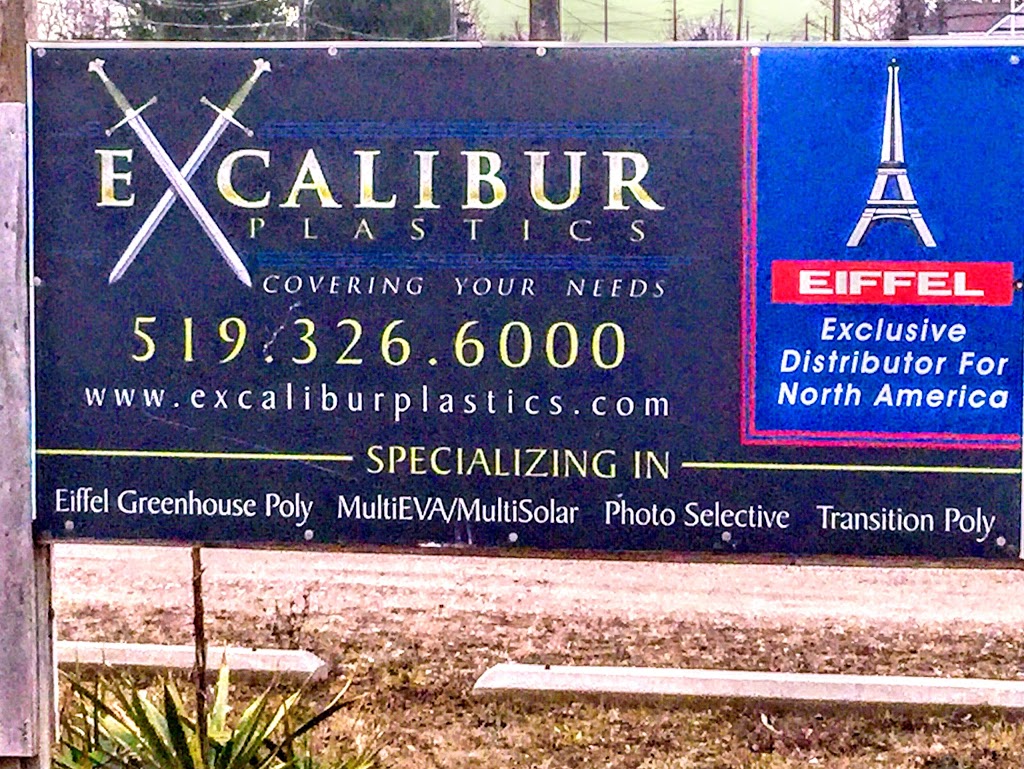 EXCALIBUR
PLASTICS
COVERING YOUR NEEDS
519.326.6000
www.excaliburplastics.com
EIFFEL
Exclusive
Distributor For
North America
SPECIALIZING IN
Eiffel Greenhouse Poly MultiEVA/MultiSolar Photo Selective Transition Poly